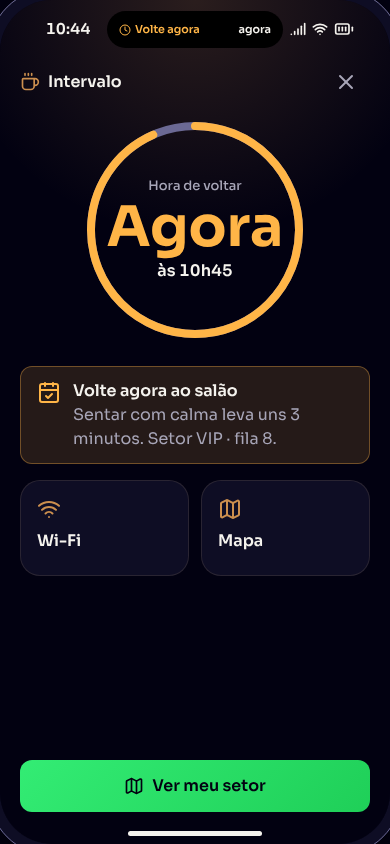 10:44
Volte agora
agora
Intervalo
Hora de voltar
Agora
às 10h45
Volte agora ao salão
Sentar com calma leva uns 3
minutos. Setor VIP · fila 8.
Wi-Fi
Mapa
Ver meu setor